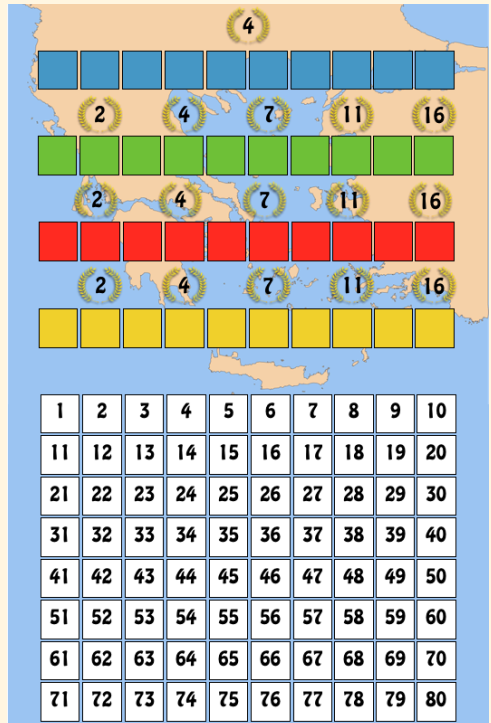 4
2 4 7 11 16
2 4 7 11 16
2 4 7 11 16
1 2 3 4 5 6 7 8 9 10
11 12 13 14 15 16 17 18 19 20
21 22 23 24 25 26 27 28 29 30
31 32 33 34 35 36 37 38 39 40
41 42 43 44 45 46 47 48 49 50
51 52 53 54 55 56 57 58 59 60
61 62 63 64 65 66 67 68 69 70
71 72 73 74 75 76 77 78 79 80